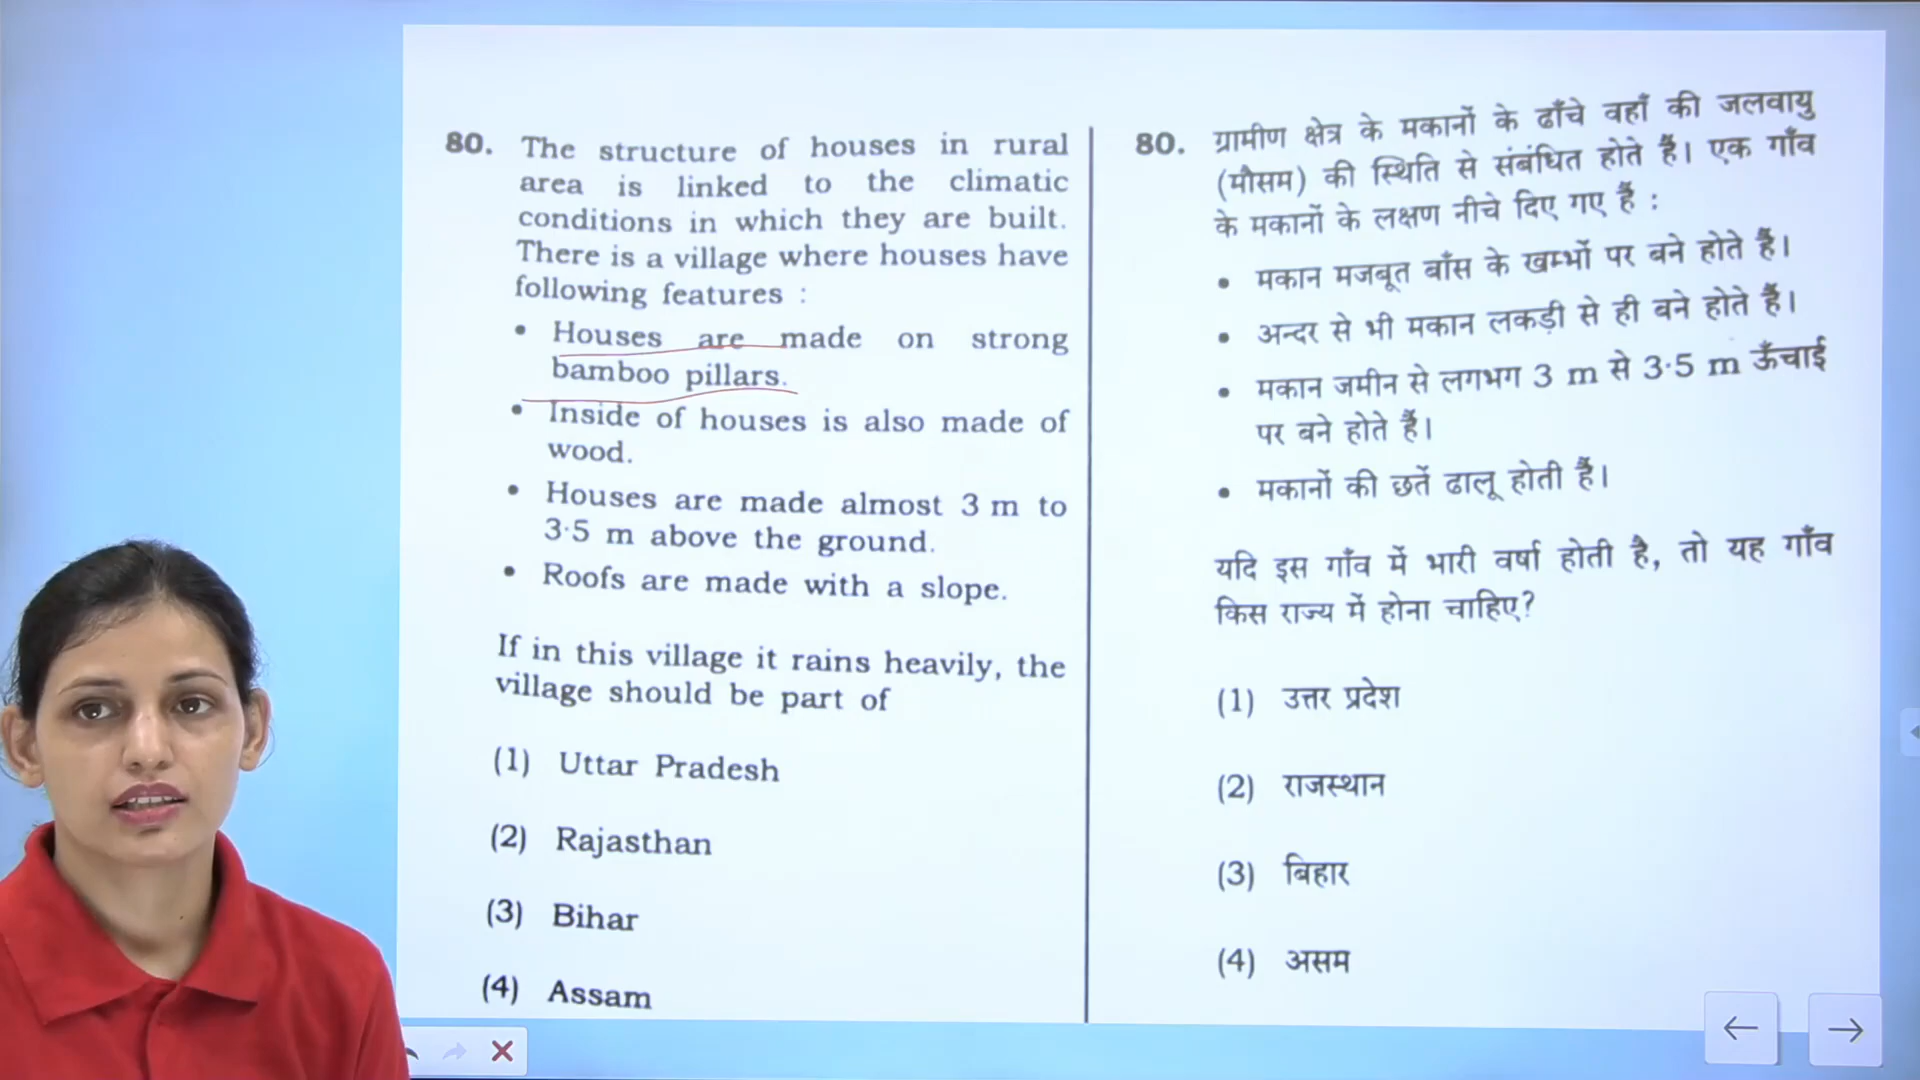 80. The structure of houses in rural
area is linked to the climatic
conditions in which they are built.
There is a village where houses have
following features :
• Houses are made on strong
bamboo pillars.
• Inside of houses is also made of
wood.
• Houses are made almost 3 m to
3·5 m above the ground.
• Roofs are made with a slope.
If in this village it rains heavily, the
village should be part of
(1) Uttar Pradesh
(2) Rajasthan
(3) Bihar
(4) Assam
80. ग्रामीण क्षेत्र के मकानों के ढाँचे वहाँ की जलवायु
(मौसम) की स्थिति से संबंधित होते हैं। एक गाँव
के मकानों के लक्षण नीचे दिए गए हैं :
• मकान मजबूत बाँस के खम्भों पर बने होते हैं।
• अन्दर से भी मकान लकड़ी से ही बने होते हैं।
• मकान जमीन से लगभग 3 m से 3·5 m ऊँचाई
पर बने होते हैं।
• मकानों की छतें ढालू होती हैं।
यदि इस गाँव में भारी वर्षा होती है, तो यह गाँव
किस राज्य में होना चाहिए?
(1) उत्तर प्रदेश
(2) राजस्थान
(3) बिहार
(4) असम